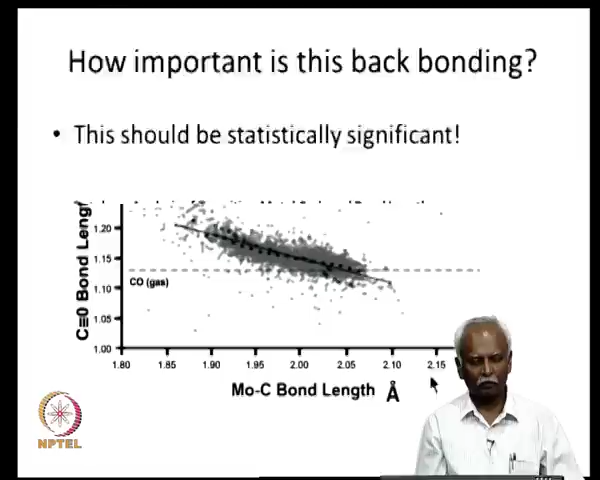 How important is this back bonding?
• This should be statistically significant!
C≡O Bond Leng
1.20
1.15
1.10
1.05
1.00
CO (gas)
1.80 1.85 1.90 1.95 2.00 2.05 2.10 2.15
Mo-C Bond Length Å
NPTEL